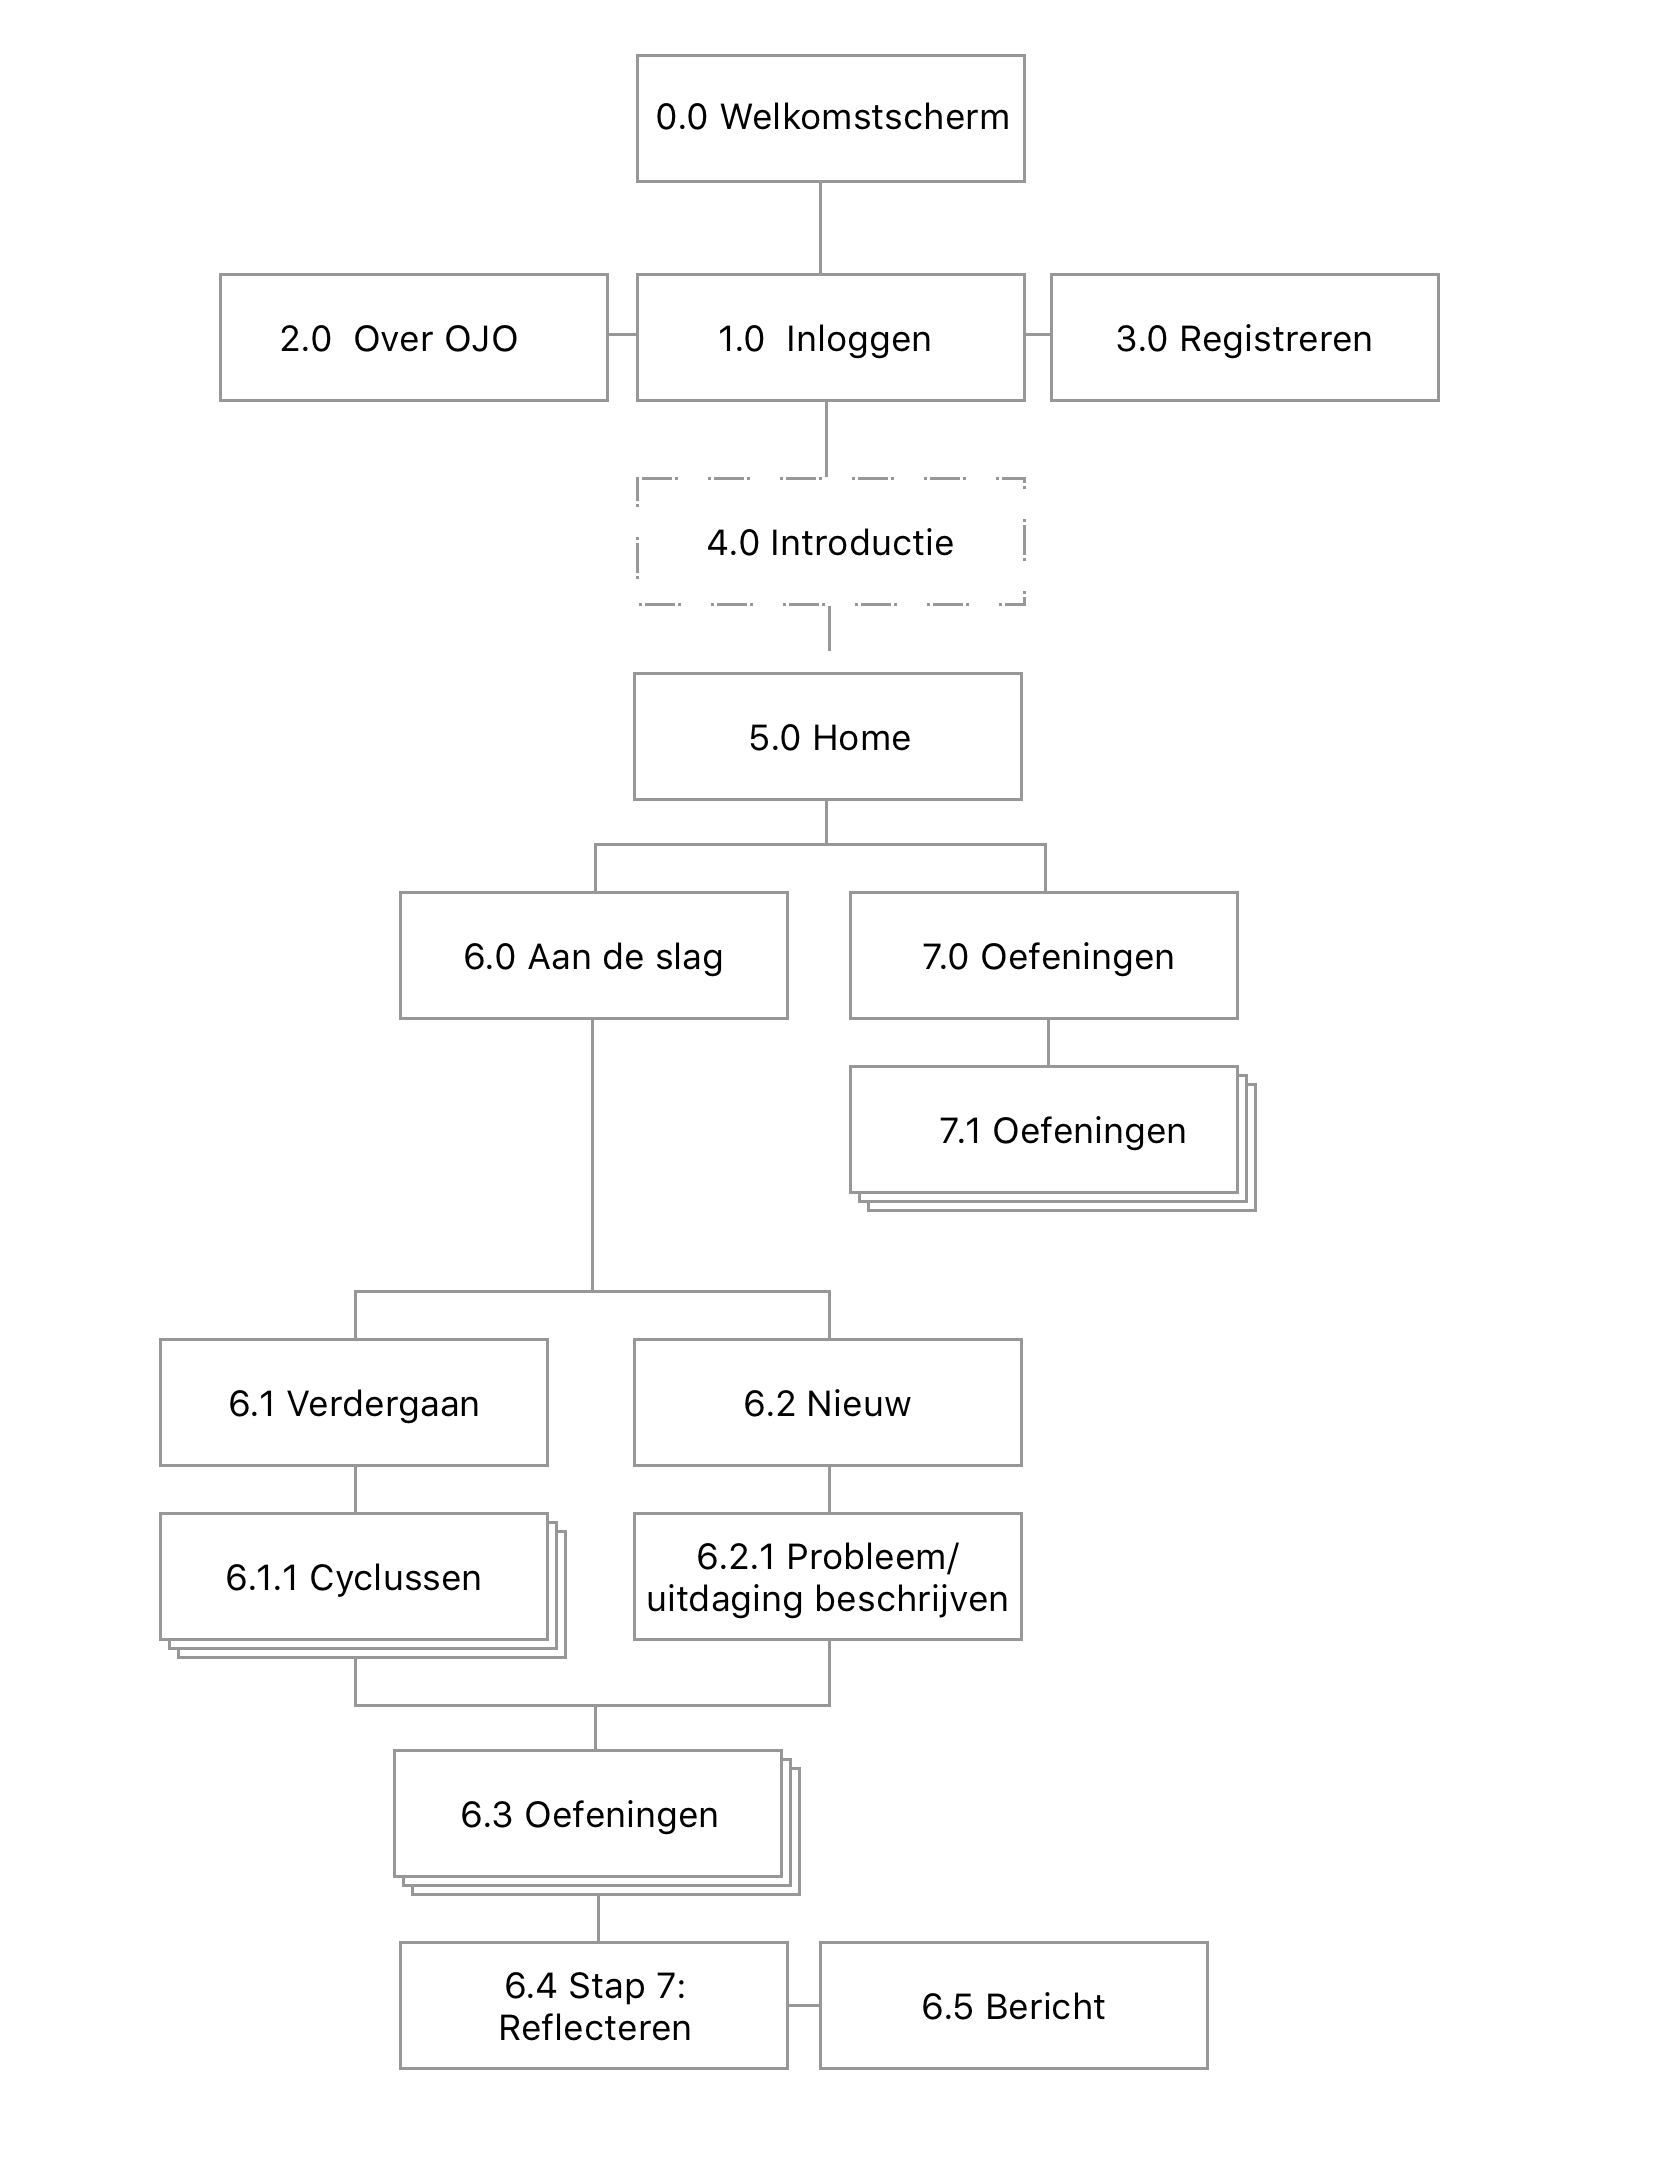 0.0 Welkomstscherm
2.0 Over OJO
1.0 Inloggen
3.0 Registreren
4.0 Introductie
5.0 Home
6.0 Aan de slag
7.0 Oefeningen
7.1 Oefeningen
6.1 Verdergaan
6.2 Nieuw
6.1.1 Cyclussen
6.2.1 Probleem/
uitdaging beschrijven
6.3 Oefeningen
6.4 Stap 7:
Reflecteren
6.5 Bericht